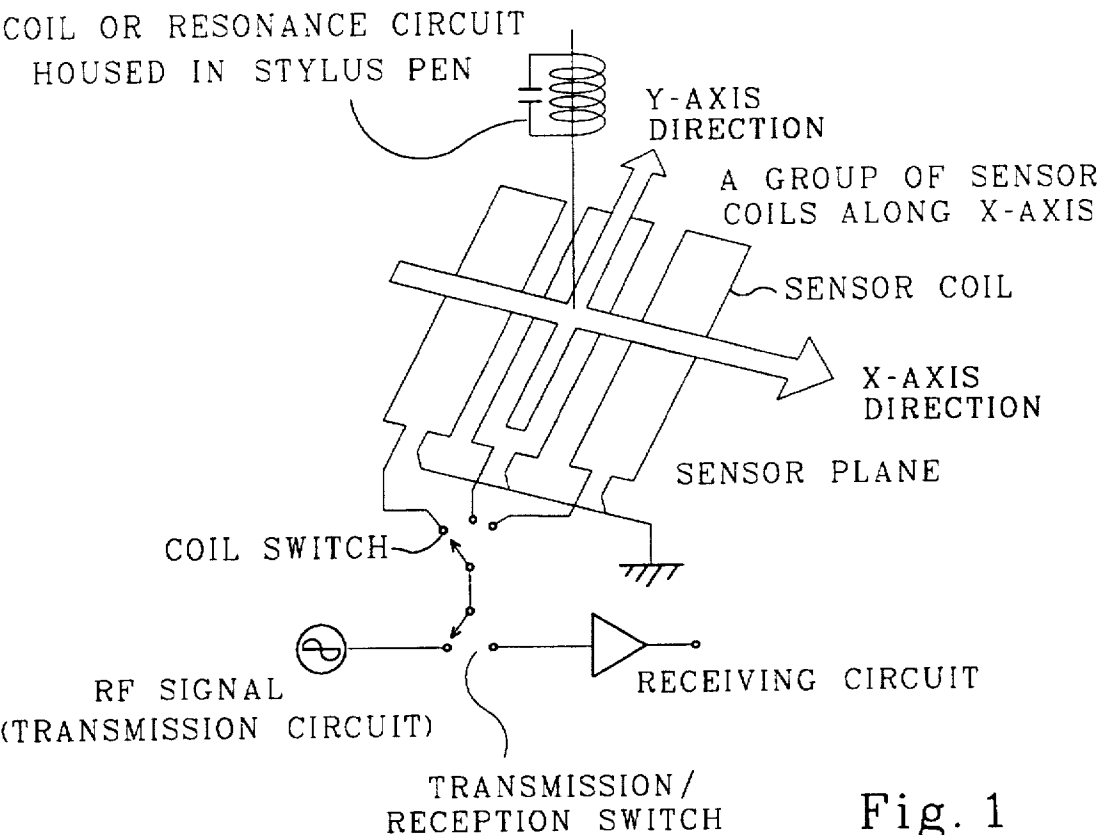 COIL OR RESONANCE CIRCUIT
HOUSED IN STYLUS PEN
Y-AXIS
DIRECTION
A GROUP OF SENSOR
COILS ALONG X-AXIS
SENSOR COIL
X-AXIS
DIRECTION
SENSOR PLANE
COIL SWITCH
RF SIGNAL
(TRANSMISSION CIRCUIT)
RECEIVING CIRCUIT
TRANSMISSION/
RECEPTION SWITCH
Fig. 1